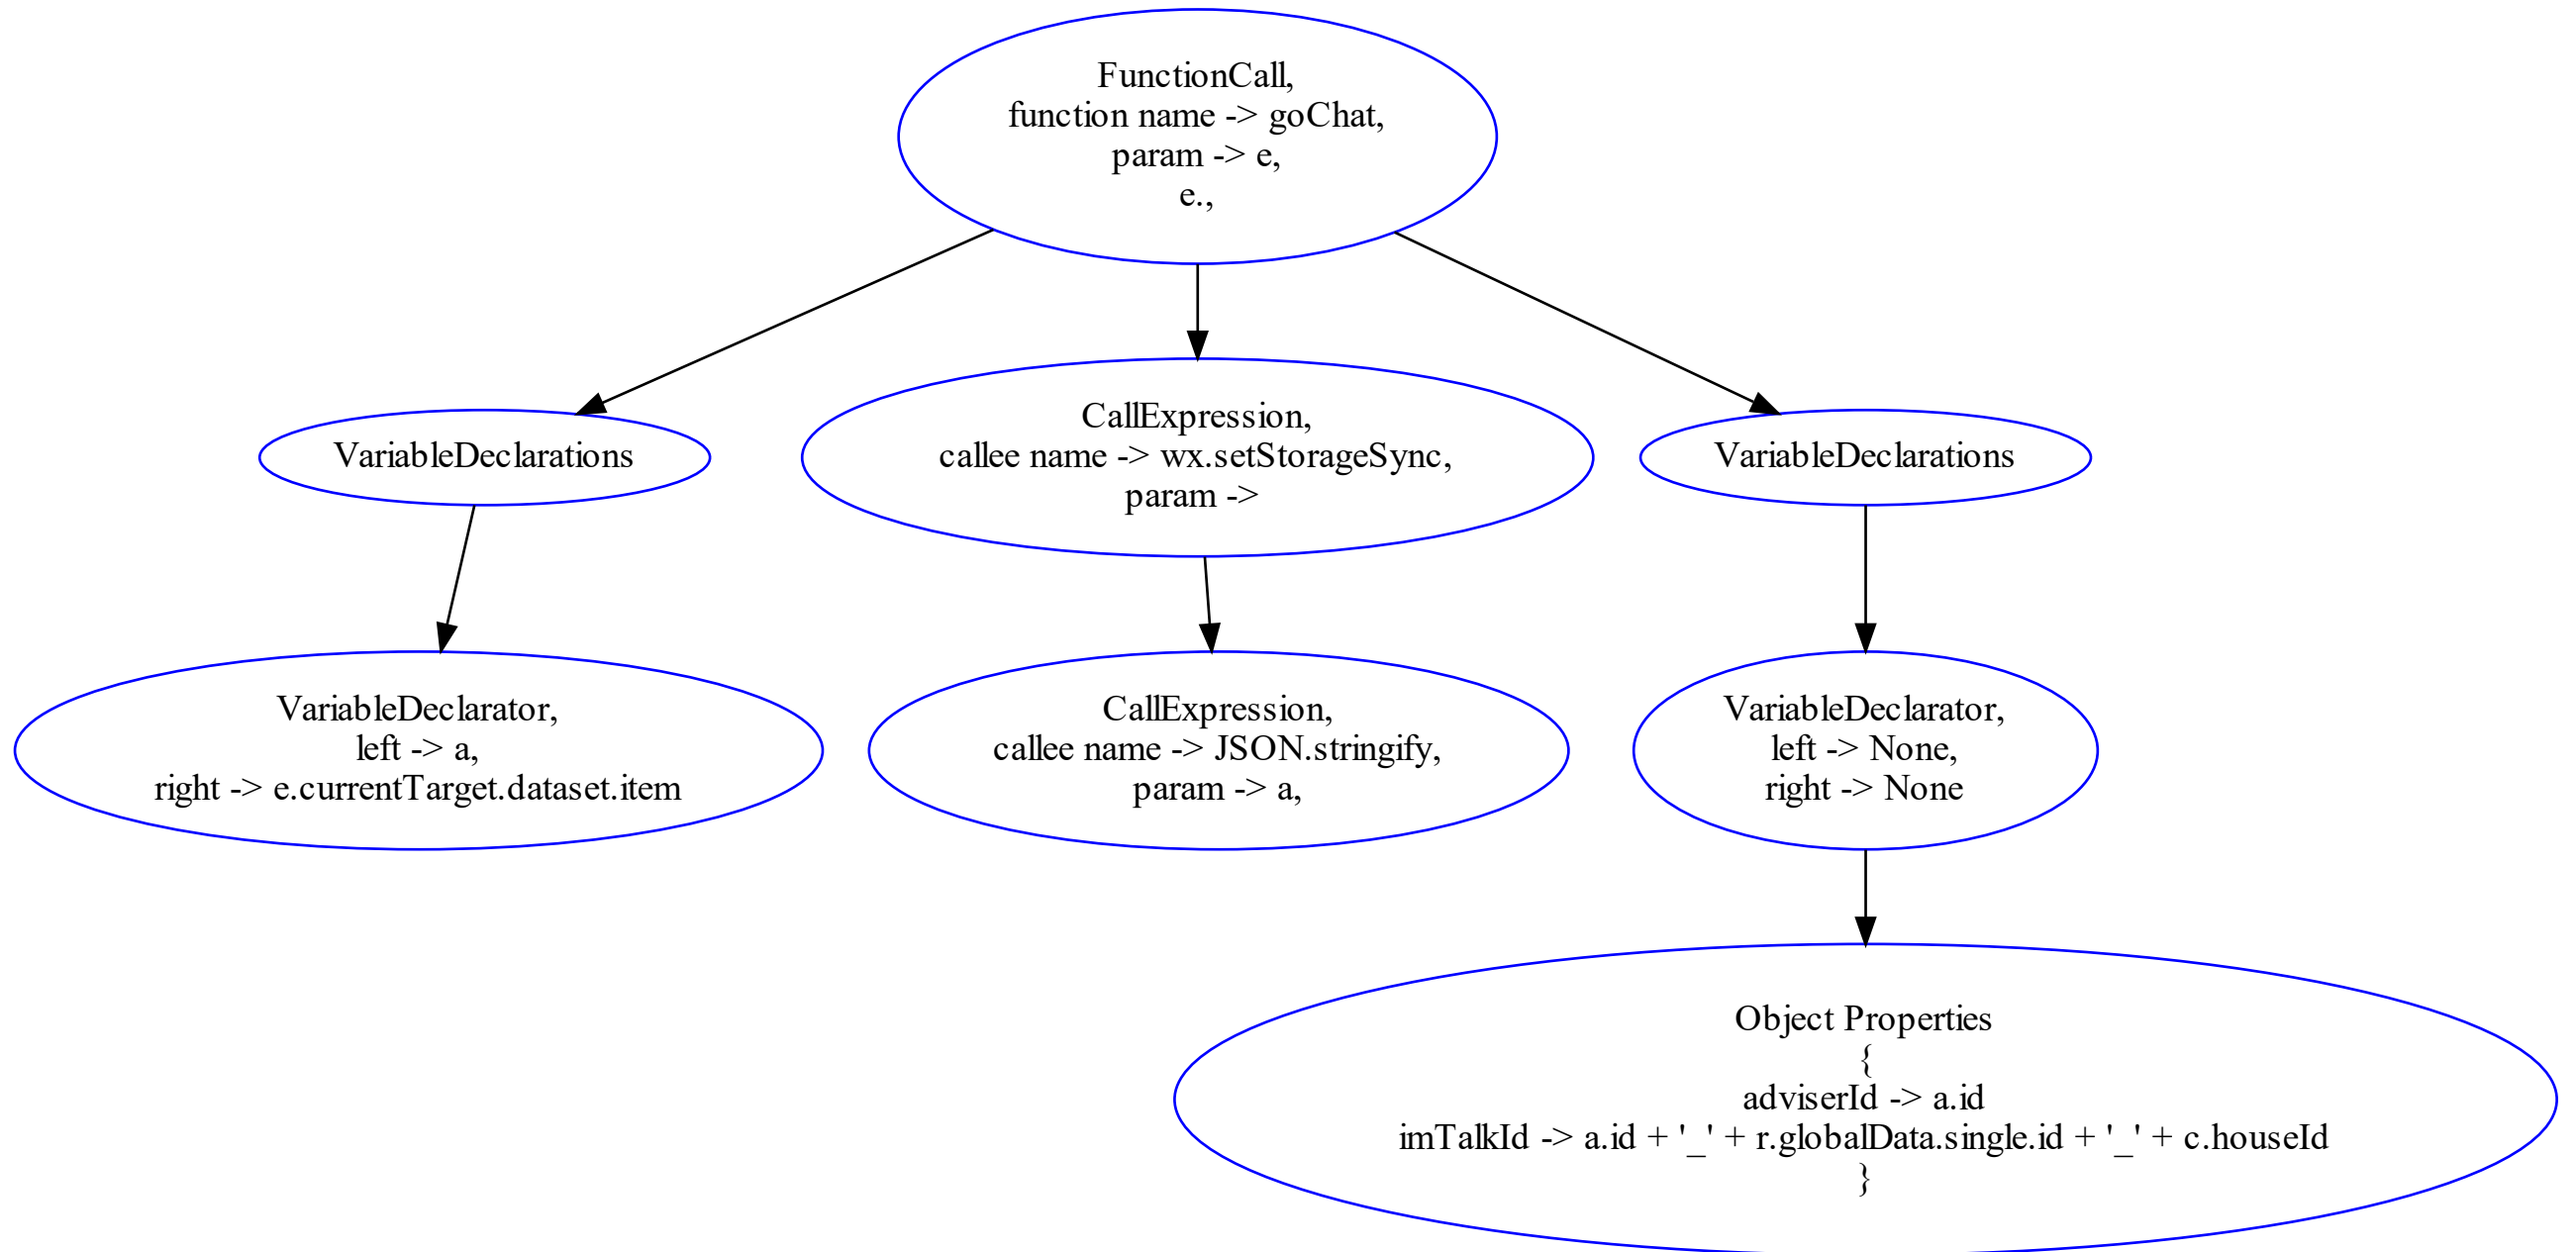 FunctionCall,
function name -> goChat,
param -> e,
e.,
VariableDeclarations
CallExpression,
callee name -> wx.setStorageSync,
param ->
VariableDeclarations
VariableDeclarator,
left -> a,
right -> e.currentTarget.dataset.item
CallExpression,
callee name -> JSON.stringify,
param -> a,
VariableDeclarator,
left -> None,
right -> None
Object Properties
{
adviserId -> a.id
imTalkId -> a.id + '_' + r.globalData.single.id + '_' + c.houseId
}